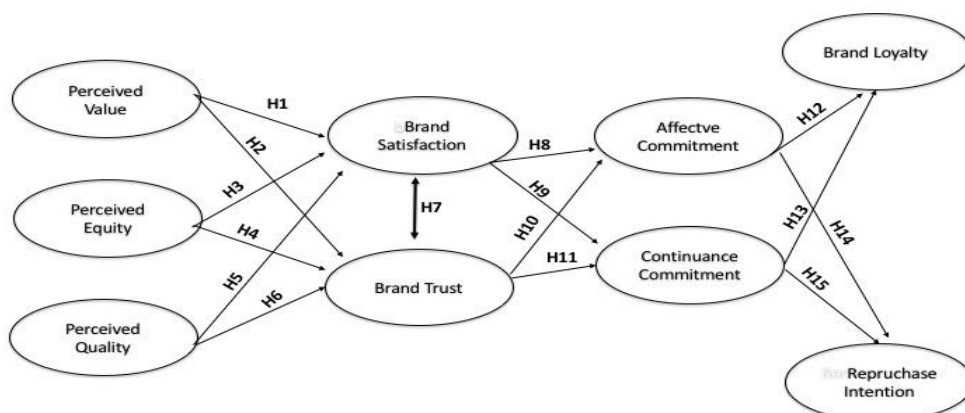 Brand Loyalty
Perceived
Value
H1
H2
Brand
Satisfaction
H8
Affectve
Commitment
H12
H3
H9
Perceived
Equity
H4
H7
H10
H13
H14
H5
H6
Brand Trust
H11
Continuance
Commitment
H15
Perceived
Quality
Repruchase
Intention